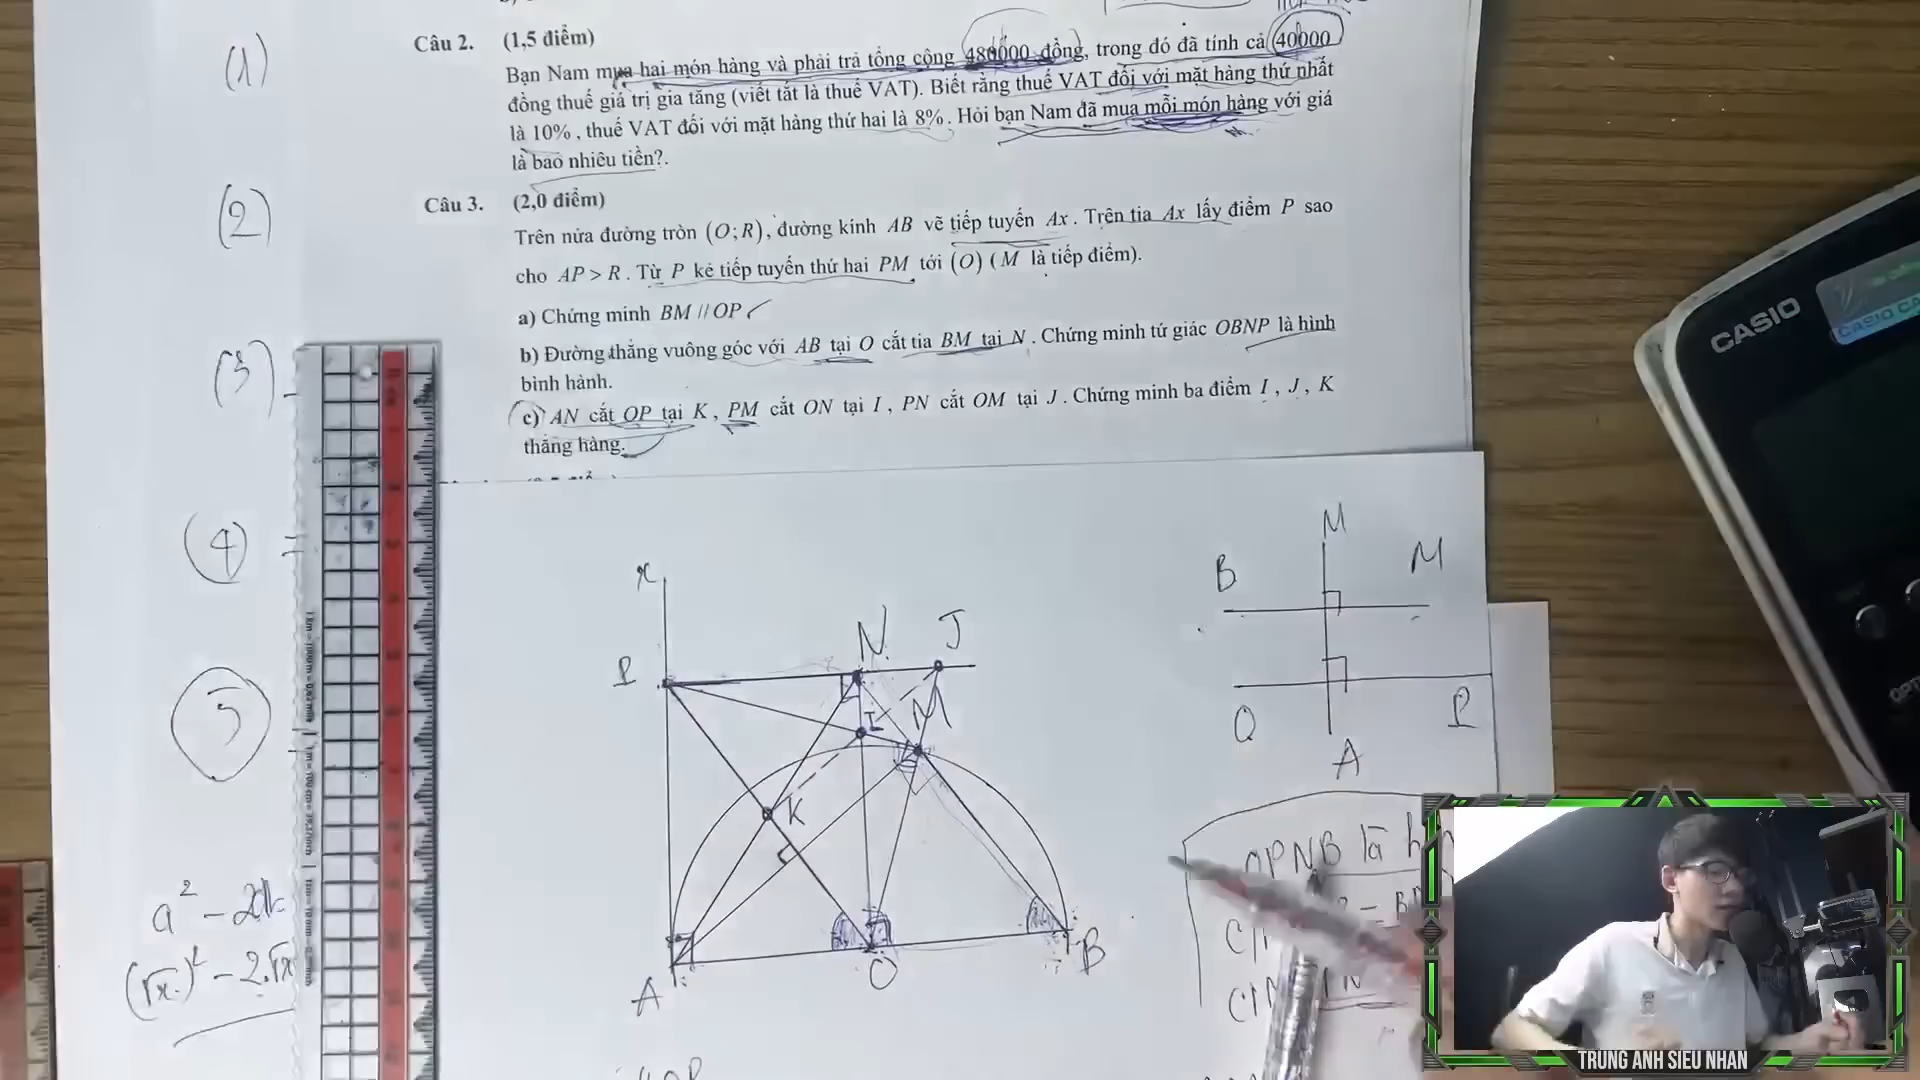 (1)
Câu 2. (1,5 điểm)
Bạn Nam mua hai món hàng và phải trả tổng cộng 480000 đồng, trong đó đã tính cả 40000
đồng thuế giá trị gia tăng (viết tắt là thuế VAT). Biết rằng thuế VAT đối với mặt hàng thứ nhất
là 10%, thuế VAT đối với mặt hàng thứ hai là 8%. Hỏi bạn Nam đã mua mỗi món hàng với giá
là bao nhiêu tiền?.
(2)
Câu 3. (2,0 điểm)
Trên nửa đường tròn (O;R), đường kính AB vẽ tiếp tuyến Ax. Trên tia Ax lấy điểm P sao
cho AP > R. Từ P kẻ tiếp tuyến thứ hai PM tới (O) (M là tiếp điểm).
a) Chứng minh BM // OP
b) Đường thẳng vuông góc với AB tại O cắt tia BM tại N. Chứng minh tứ giác OBNP là hình
bình hành.
c) AN cắt OP tại K, PM cắt ON tại I, PN cắt OM tại J. Chứng minh ba điểm I, J, K
thẳng hàng.
(4) =
5
x
P
N
J
I
M
K
A
O
B
M
B
M
O
P
A
OPNB là
a² - 2
(√x)² - 2.√x
CASIO
TRUNG ANH SIEU NHAN